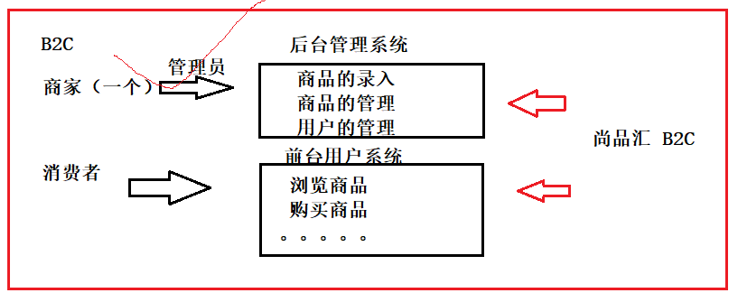 B2C
后台管理系统
管理员
商家（一个）
商品的录入
商品的管理
用户的管理
尚品汇 B2C
前台用户系统
消费者
浏览商品
购买商品
。。。。。